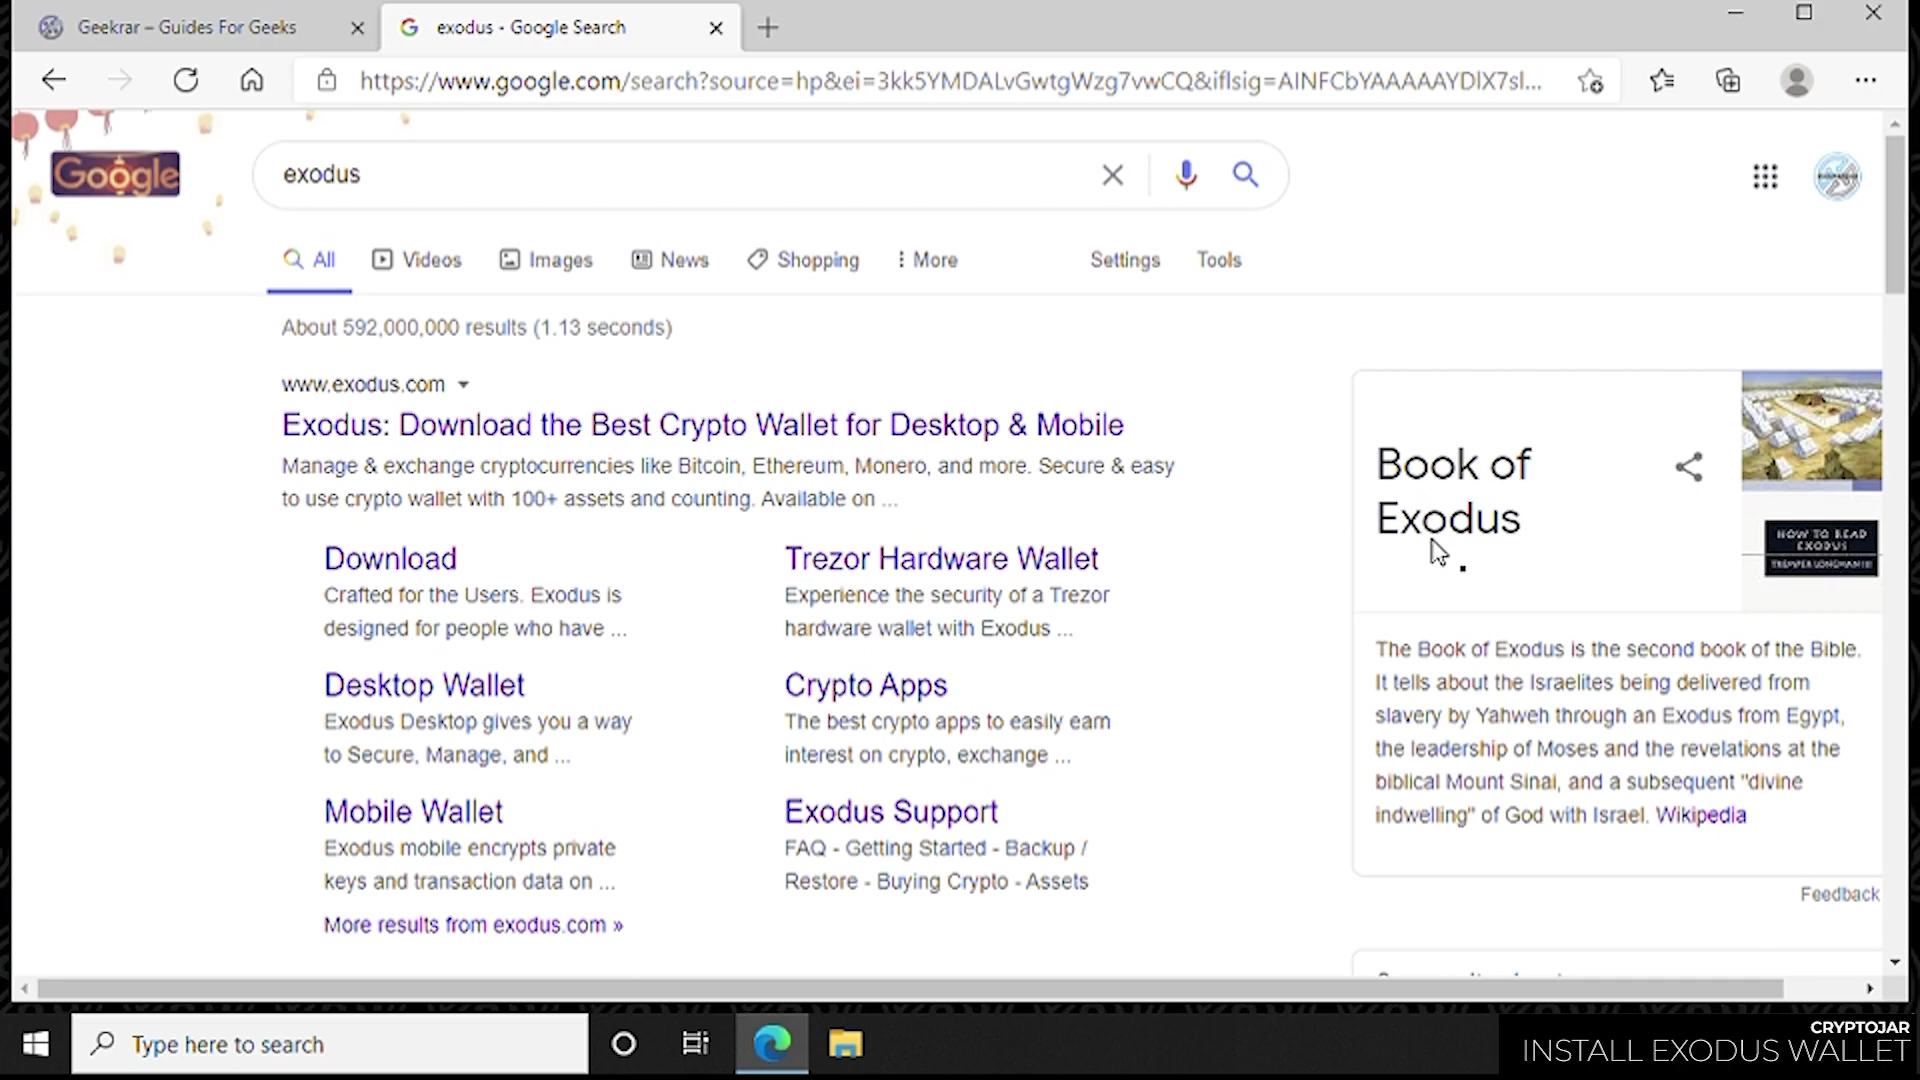 Geekrar – Guides For Geeks
exodus - Google Search
https://www.google.com/search?source=hp&ei=3kk5YMDALvGwtgWzg7vwCQ&iflsig=AINFCbYAAAAAYDlX7sl...
Google
exodus
All
Videos
Images
News
Shopping
More
Settings
Tools
About 592,000,000 results (1.13 seconds)
www.exodus.com
Exodus: Download the Best Crypto Wallet for Desktop & Mobile
Manage & exchange cryptocurrencies like Bitcoin, Ethereum, Monero, and more. Secure & easy
to use crypto wallet with 100+ assets and counting. Available on ...
Download
Crafted for the Users. Exodus is
designed for people who have ...
Trezor Hardware Wallet
Experience the security of a Trezor
hardware wallet with Exodus ...
Desktop Wallet
Exodus Desktop gives you a way
to Secure, Manage, and ...
Crypto Apps
The best crypto apps to easily earn
interest on crypto, exchange ...
Mobile Wallet
Exodus mobile encrypts private
keys and transaction data on ...
Exodus Support
FAQ - Getting Started - Backup /
Restore - Buying Crypto - Assets
More results from exodus.com »
Book of
Exodus
HOW TO READ
EXODUS
TREMPER LONGMAN III
The Book of Exodus is the second book of the Bible.
It tells about the Israelites being delivered from
slavery by Yahweh through an Exodus from Egypt,
the leadership of Moses and the revelations at the
biblical Mount Sinai, and a subsequent "divine
indwelling" of God with Israel. Wikipedia
Feedback
Type here to search
CRYPTOJAR
INSTALL EXODUS WALLET